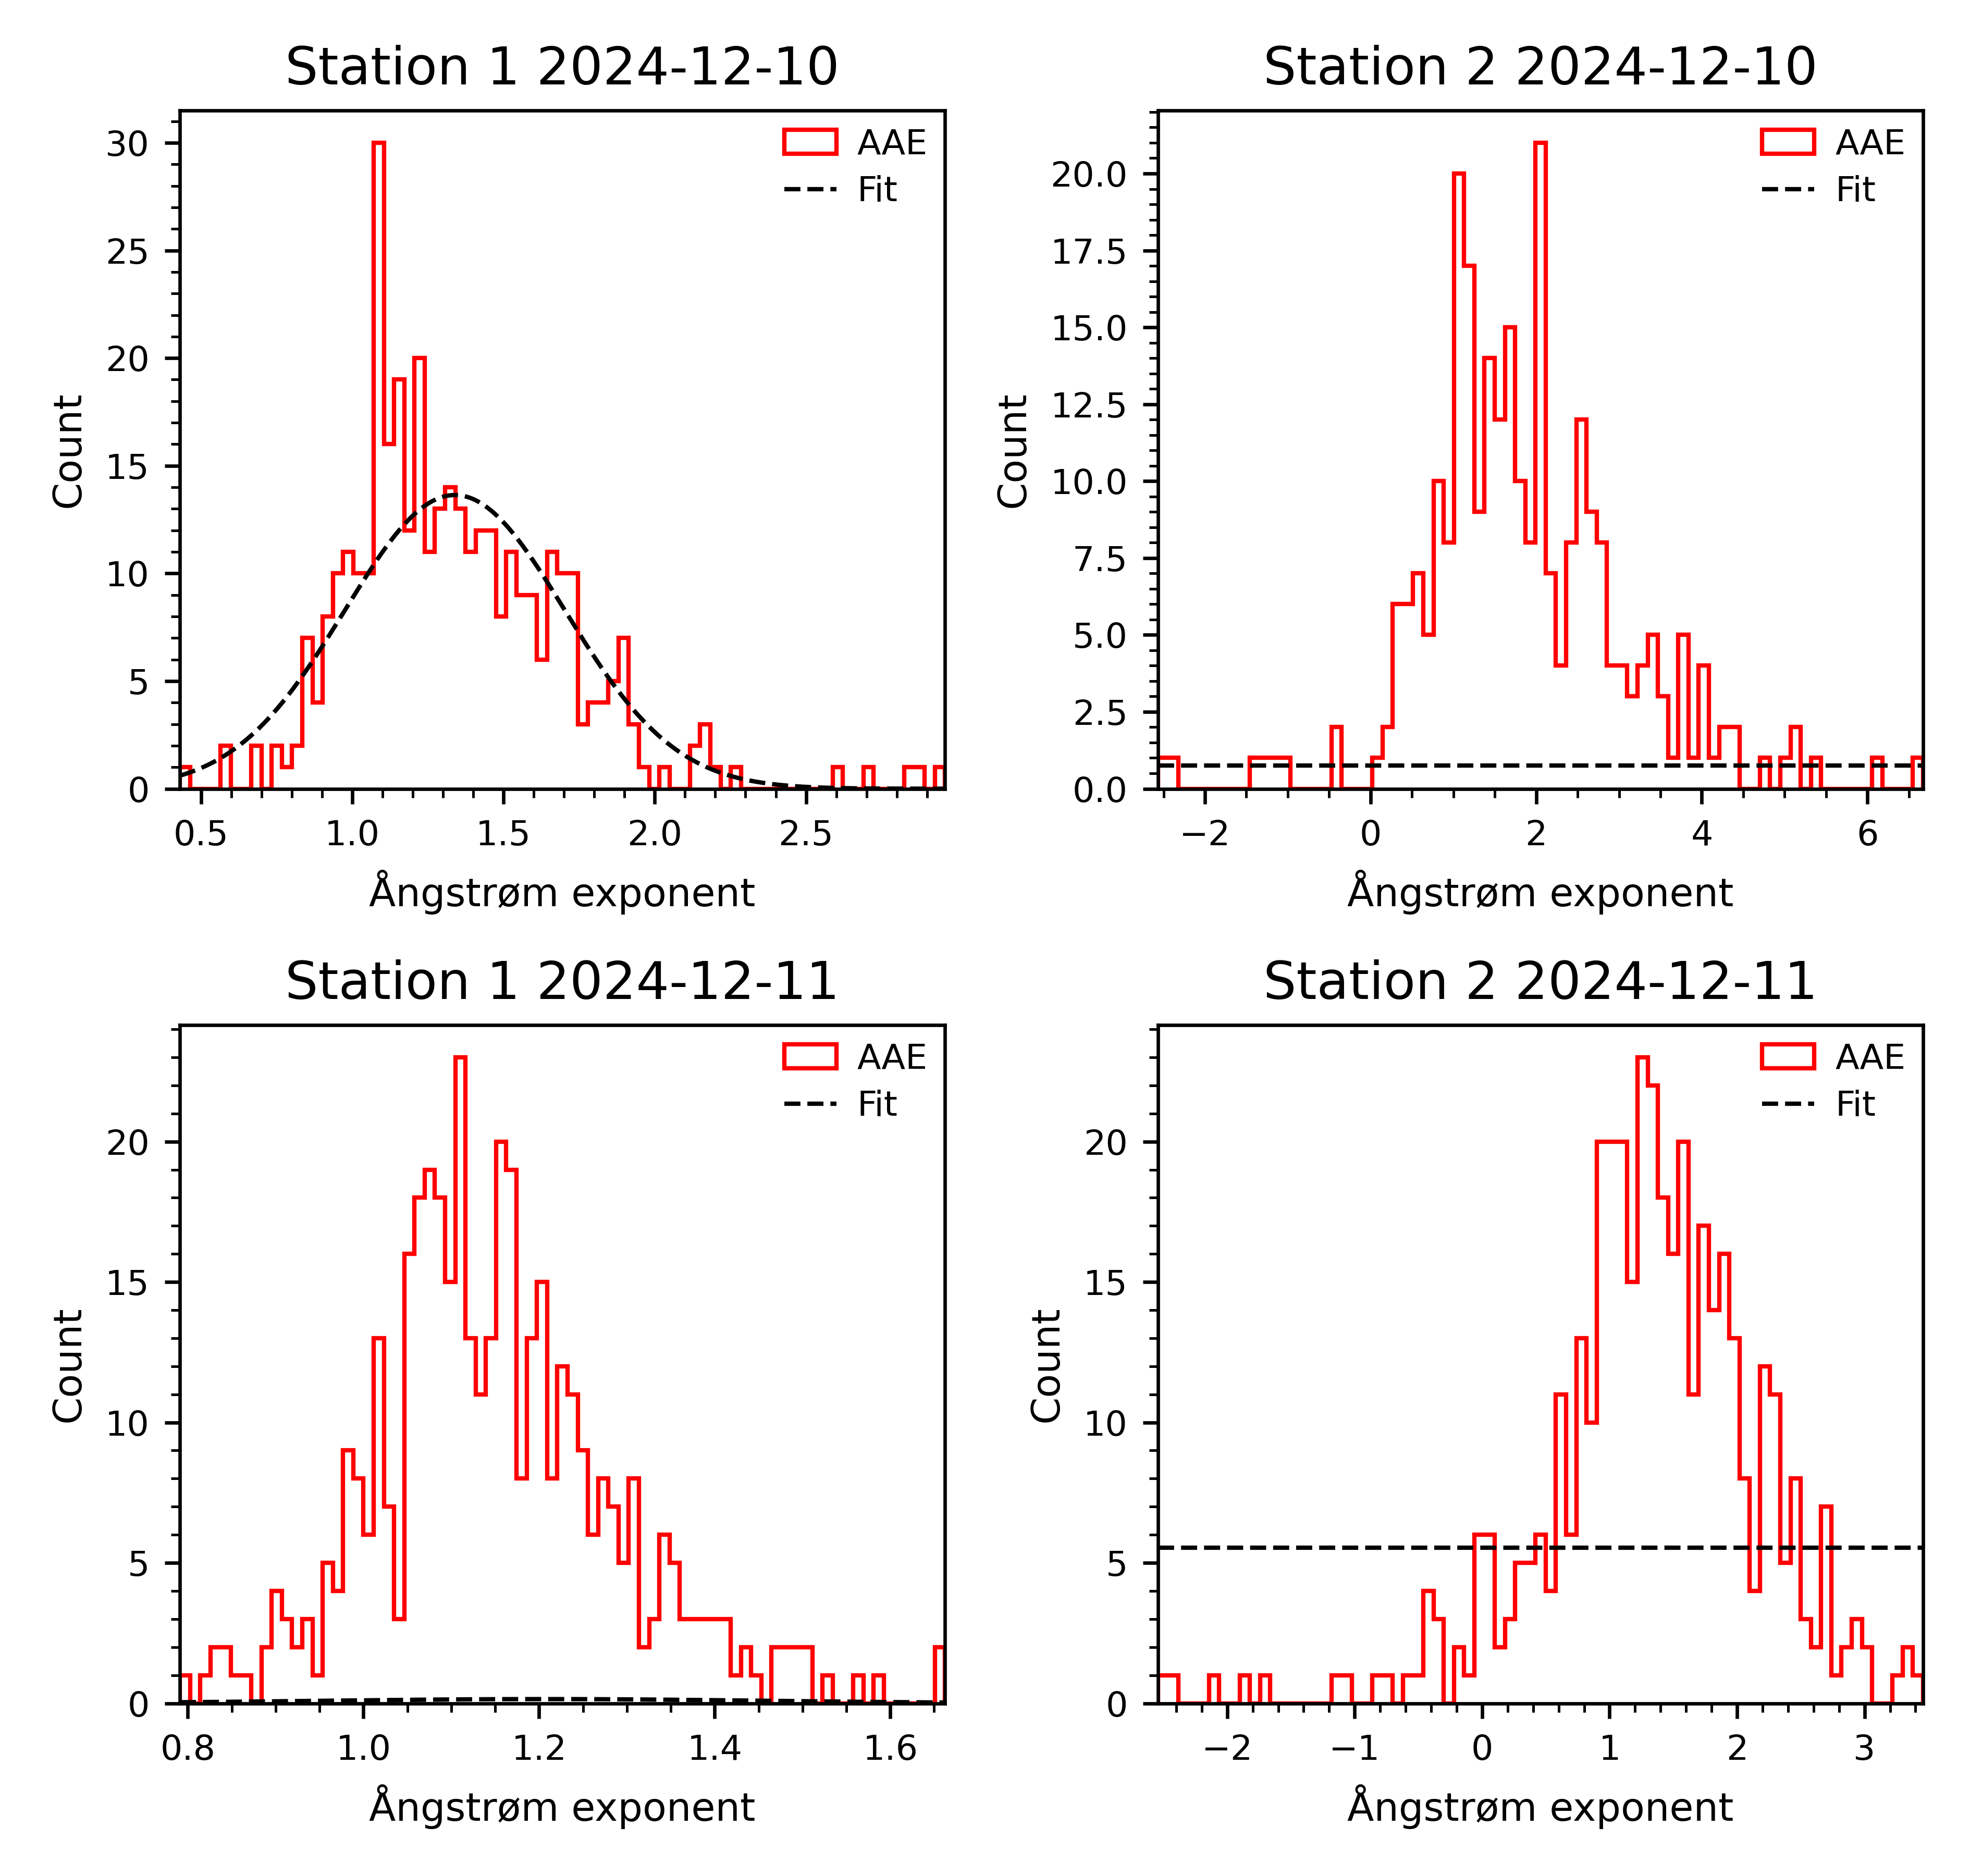 Station 1 2024-12-10
30
25
20
15
10
5
0
Count
AAE
Fit
0.5 1.0 1.5 2.0 2.5
Ångstrøm exponent
Station 2 2024-12-10
20.0
17.5
15.0
12.5
10.0
7.5
5.0
2.5
0.0
Count
AAE
Fit
−2 0 2 4 6
Ångstrøm exponent
Station 1 2024-12-11
20
15
10
5
0
Count
AAE
Fit
0.8 1.0 1.2 1.4 1.6
Ångstrøm exponent
Station 2 2024-12-11
20
15
10
5
0
Count
AAE
Fit
−2 −1 0 1 2 3
Ångstrøm exponent